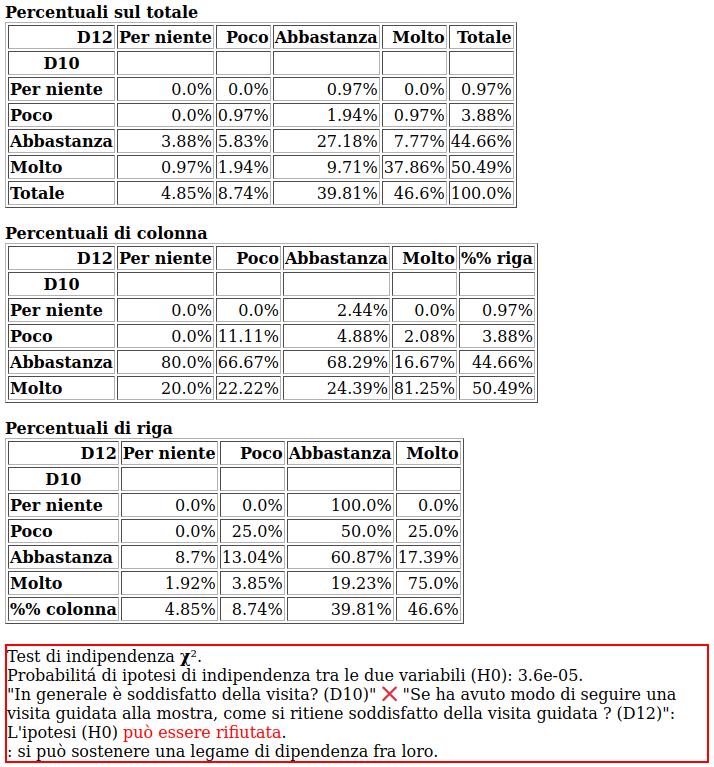 Percentuali sul totale
D12 Per niente Poco Abbastanza Molto Totale
D10
Per niente 0.0% 0.0% 0.97% 0.0% 0.97%
Poco 0.0% 0.97% 1.94% 0.97% 3.88%
Abbastanza 3.88% 5.83% 27.18% 7.77% 44.66%
Molto 0.97% 1.94% 9.71% 37.86% 50.49%
Totale 4.85% 8.74% 39.81% 46.6% 100.0%
Percentuali di colonna
D12 Per niente Poco Abbastanza Molto %% riga
D10
Per niente 0.0% 0.0% 2.44% 0.0% 0.97%
Poco 0.0% 11.11% 4.88% 2.08% 3.88%
Abbastanza 80.0% 66.67% 68.29% 16.67% 44.66%
Molto 20.0% 22.22% 24.39% 81.25% 50.49%
Percentuali di riga
D12 Per niente Poco Abbastanza Molto
D10
Per niente 0.0% 0.0% 100.0% 0.0%
Poco 0.0% 25.0% 50.0% 25.0%
Abbastanza 8.7% 13.04% 60.87% 17.39%
Molto 1.92% 3.85% 19.23% 75.0%
%% colonna 4.85% 8.74% 39.81% 46.6%
Test di indipendenza χ².
Probabilitá di ipotesi di indipendenza tra le due variabili (H0): 3.6e-05.
"In generale è soddisfatto della visita? (D10)" ❌ "Se ha avuto modo di seguire una
visita guidata alla mostra, come si ritiene soddisfatto della visita guidata ? (D12)":
L'ipotesi (H0) può essere rifiutata.
: si può sostenere una legame di dipendenza fra loro.